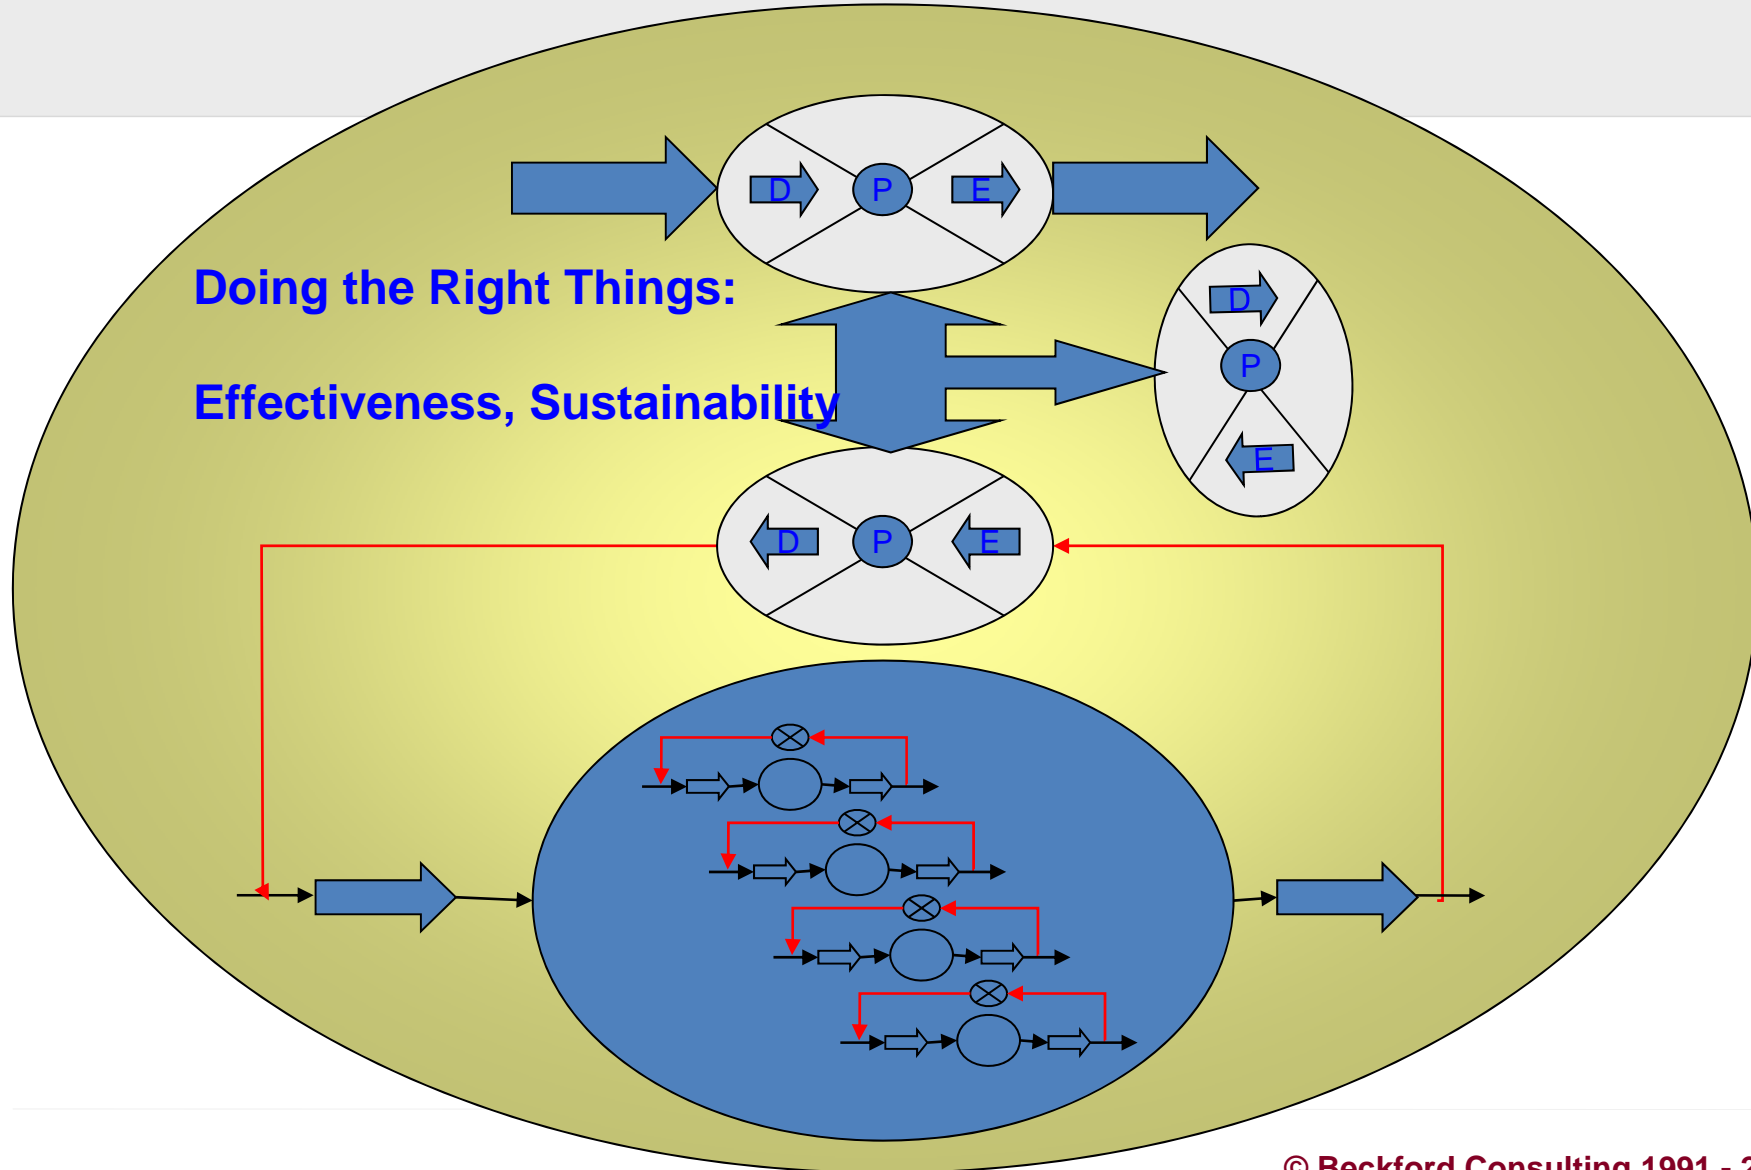 D P E
Doing the Right Things:
D
P
Effectiveness, Sustainability
E
D P E
© Beckford Consulting 1991 -